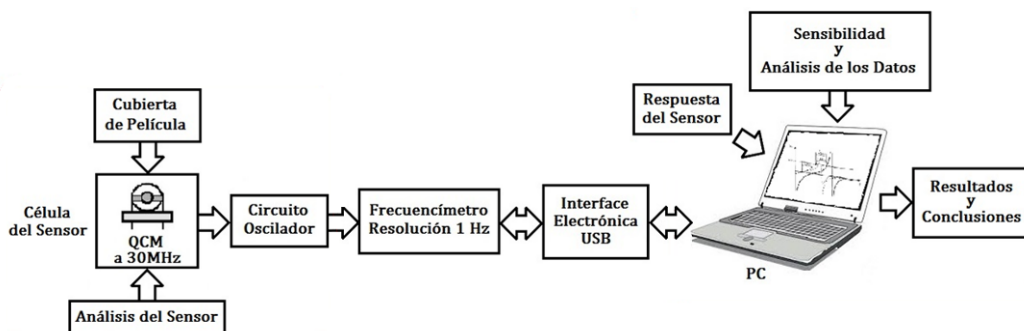 Sensibilidad
y
Análisis de los Datos
Cubierta
de Película
Respuesta
del Sensor
Célula
del Sensor
QCM
a 30MHz
Circuito
Oscilador
Frecuencímetro
Resolución 1 Hz
Interface
Electrónica
USB
PC
Resultados
y
Conclusiones
Análisis del Sensor